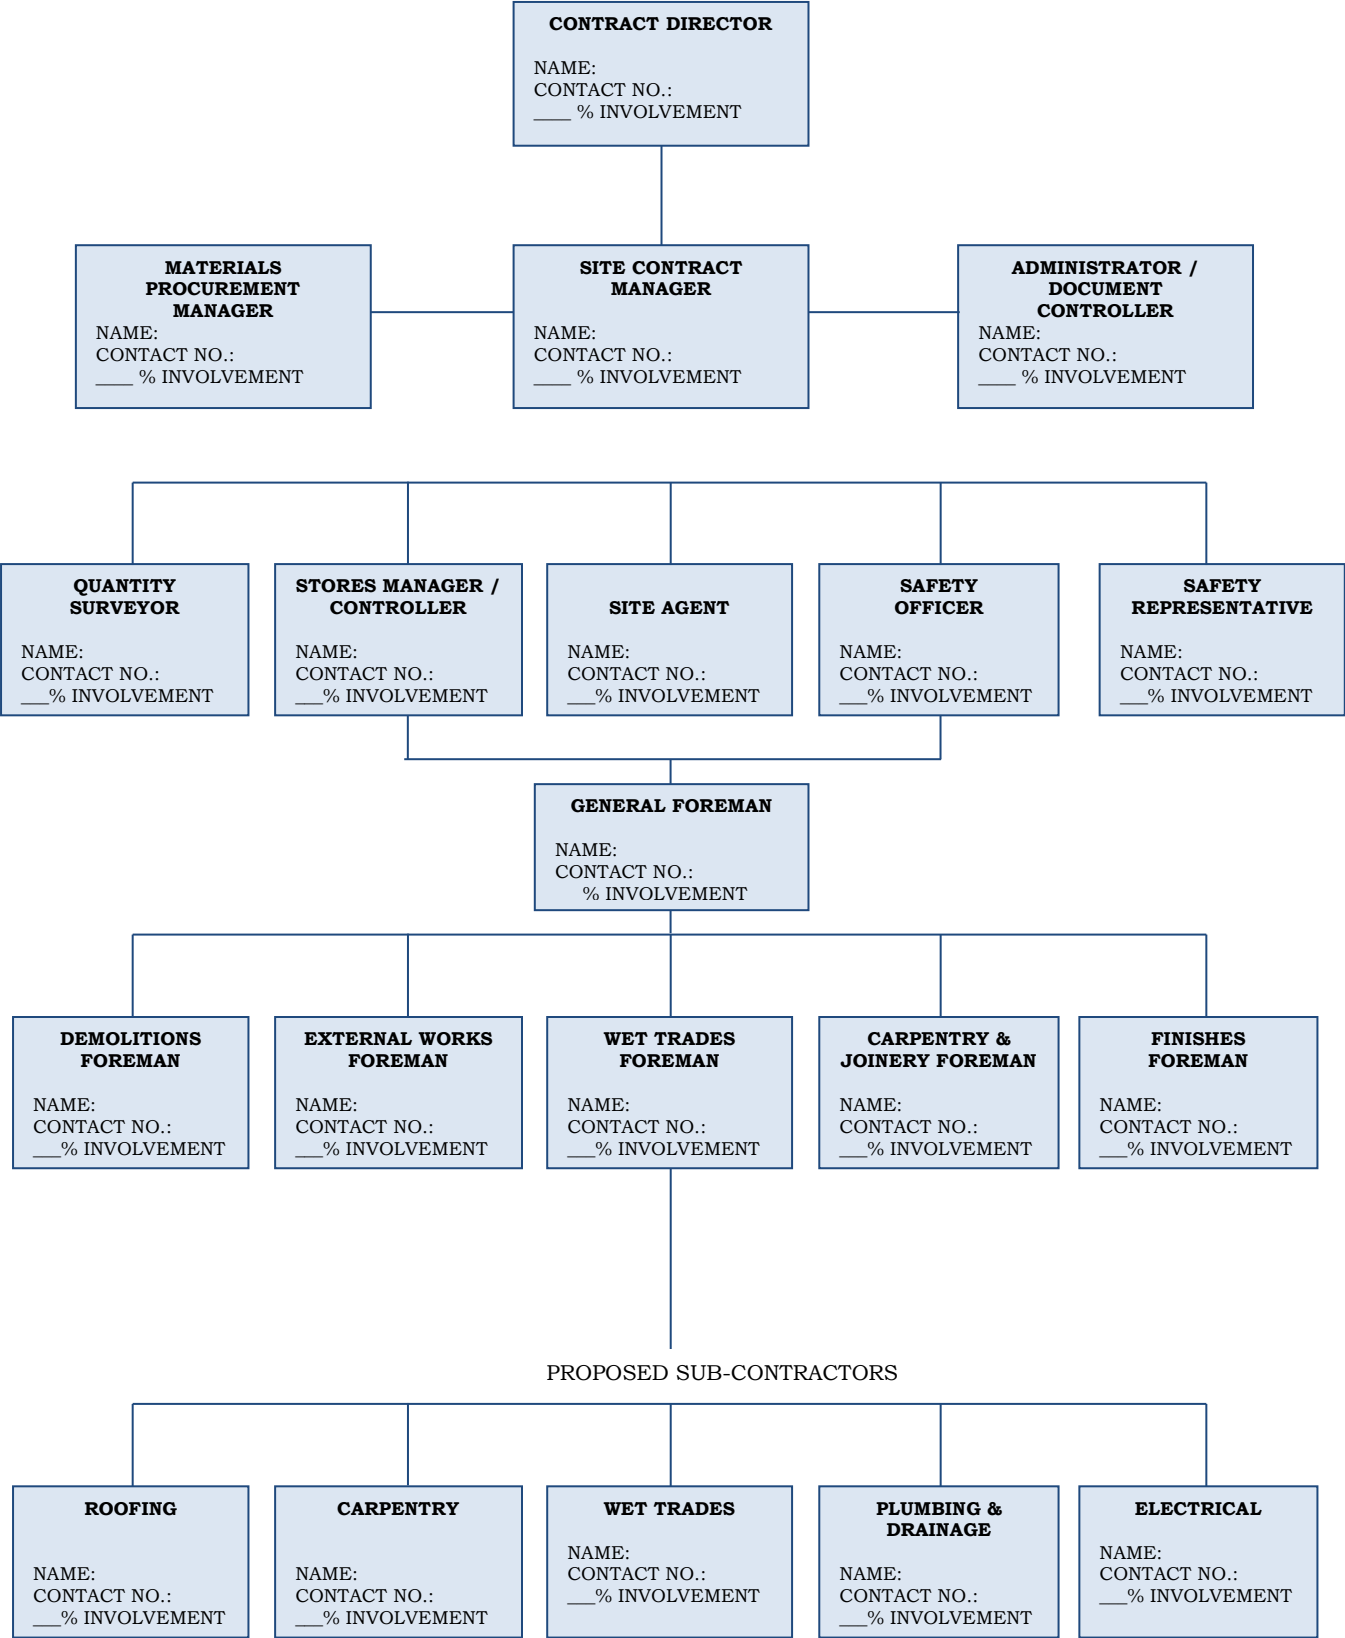 CONTRACT DIRECTOR
NAME:
CONTACT NO.:
____ % INVOLVEMENT
MATERIALS
PROCUREMENT
MANAGER
NAME:
CONTACT NO.:
____ % INVOLVEMENT
SITE CONTRACT
MANAGER
NAME:
CONTACT NO.:
____ % INVOLVEMENT
ADMINISTRATOR /
DOCUMENT
CONTROLLER
NAME:
CONTACT NO.:
____ % INVOLVEMENT
QUANTITY
SURVEYOR
NAME:
CONTACT NO.:
___% INVOLVEMENT
STORES MANAGER /
CONTROLLER
NAME:
CONTACT NO.:
___% INVOLVEMENT
SITE AGENT
NAME:
CONTACT NO.:
___% INVOLVEMENT
SAFETY
OFFICER
NAME:
CONTACT NO.:
___% INVOLVEMENT
SAFETY
REPRESENTATIVE
NAME:
CONTACT NO.:
___% INVOLVEMENT
GENERAL FOREMAN
NAME:
CONTACT NO.:
% INVOLVEMENT
DEMOLITIONS
FOREMAN
NAME:
CONTACT NO.:
___% INVOLVEMENT
EXTERNAL WORKS
FOREMAN
NAME:
CONTACT NO.:
___% INVOLVEMENT
WET TRADES
FOREMAN
NAME:
CONTACT NO.:
___% INVOLVEMENT
CARPENTRY &
JOINERY FOREMAN
NAME:
CONTACT NO.:
___% INVOLVEMENT
FINISHES
FOREMAN
NAME:
CONTACT NO.:
___% INVOLVEMENT
PROPOSED SUB-CONTRACTORS
ROOFING
NAME:
CONTACT NO.:
___% INVOLVEMENT
CARPENTRY
NAME:
CONTACT NO.:
___% INVOLVEMENT
WET TRADES
NAME:
CONTACT NO.:
___% INVOLVEMENT
PLUMBING &
DRAINAGE
NAME:
CONTACT NO.:
___% INVOLVEMENT
ELECTRICAL
NAME:
CONTACT NO.:
___% INVOLVEMENT